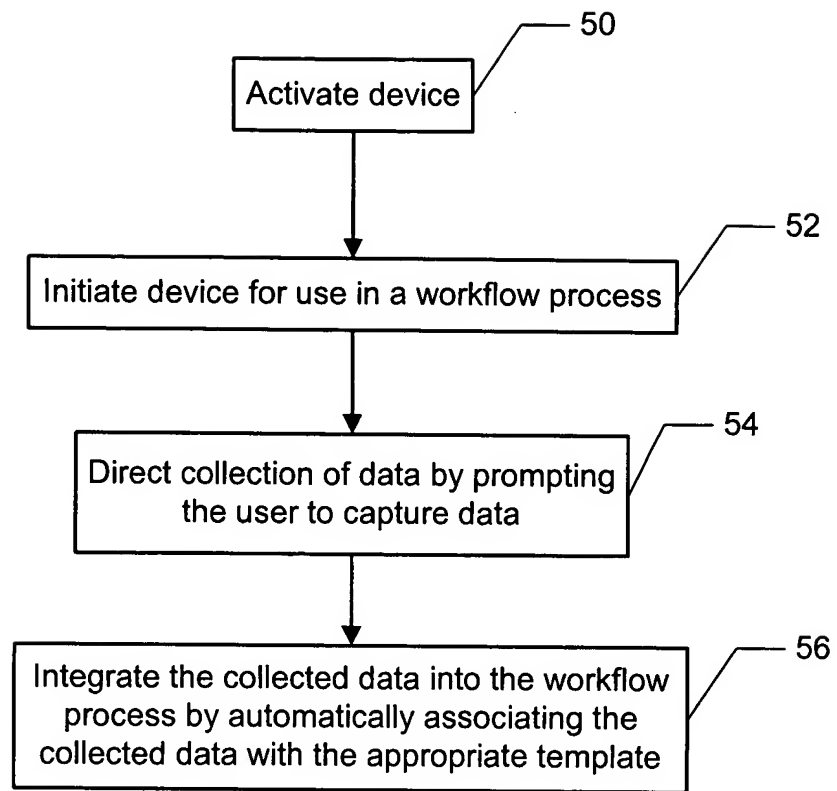 50
Activate device
52
Initiate device for use in a workflow process
54
Direct collection of data by prompting
the user to capture data
56
Integrate the collected data into the workflow
process by automatically associating the
collected data with the appropriate template